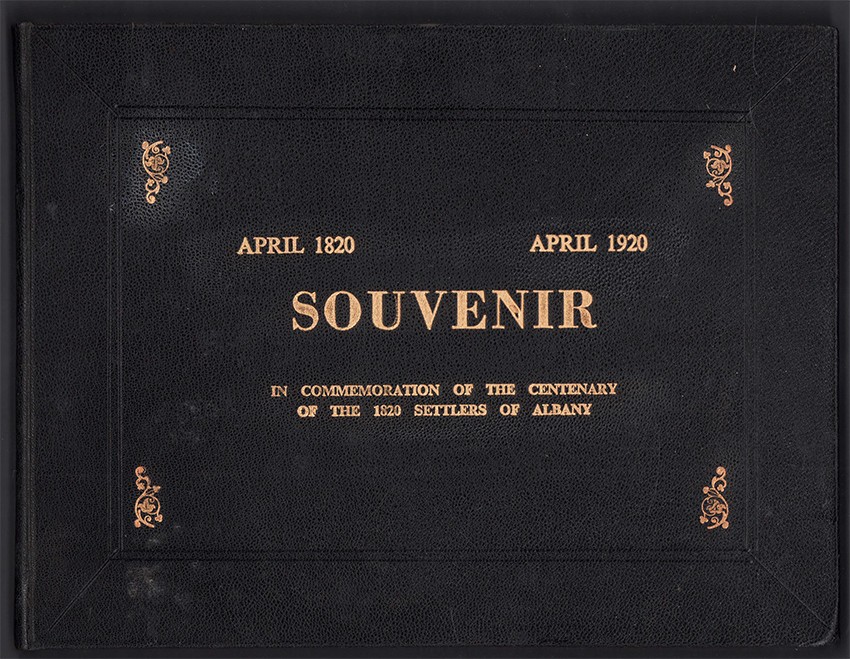 APRIL 1820 APRIL 1920
SOUVENIR
IN COMMEMORATION OF THE CENTENARY
OF THE 1820 SETTLERS OF ALBANY